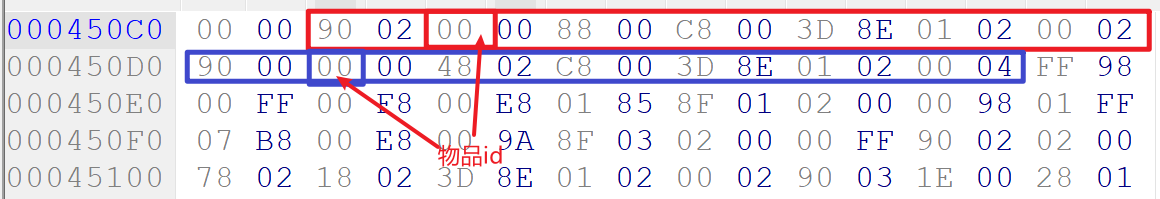 000450C0 00 00 90 02 00 00 88 00 C8 00 3D 8E 01 02 00 02
000450D0 90 00 00 00 48 02 C8 00 3D 8E 01 02 00 04 FF 98
000450E0 00 FF 00 F8 00 E8 01 85 8F 01 02 00 00 98 01 FF
000450F0 07 B8 00 E8 00 9A 8F 03 02 00 00 FF 90 02 02 00
物品id
00045100 78 02 18 02 3D 8E 01 02 00 02 90 03 1E 00 28 01